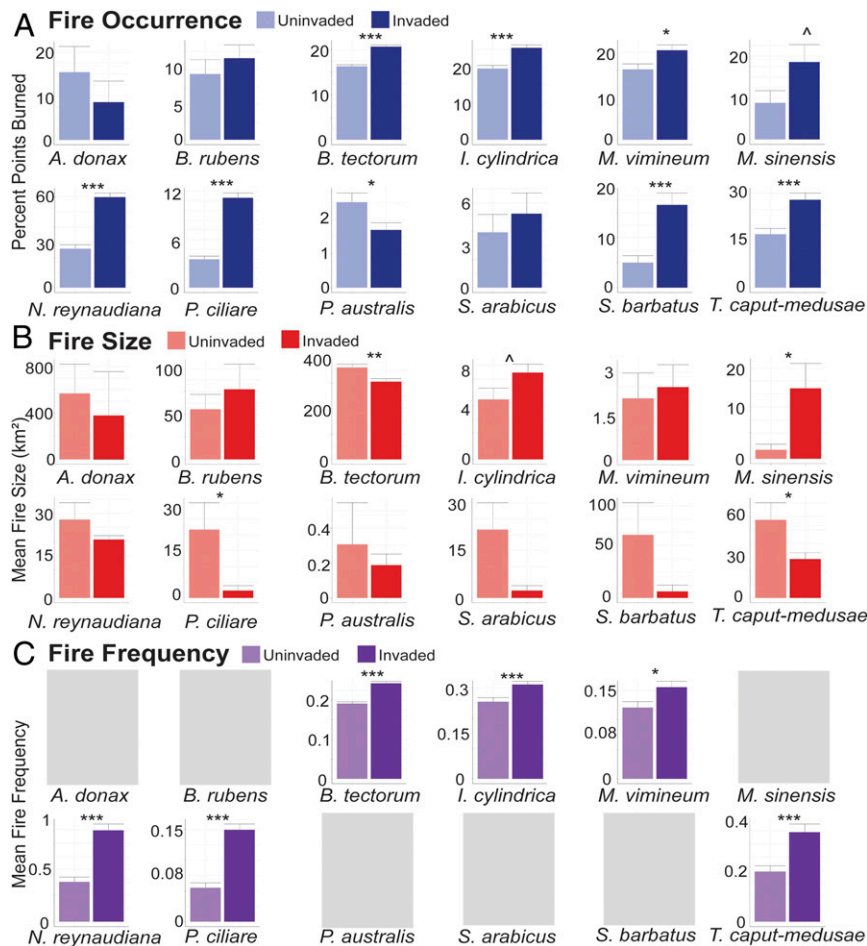 A Fire Occurrence Uninvaded Invaded
Percent Points Burned
20 10 0
10 5 0
20 10 0 ***
20 10 0 ***
20 10 0 *
20 10 0 ^
A. donax B. rubens B. tectorum I. cylindrica M. vimineum M. sinensis
60 30 0 ***
12 6 0 ***
2 1 0 *
6 3 0
20 10 0 ***
30 15 0 ***
N. reynaudiana P. ciliare P. australis S. arabicus S. barbatus T. caput-medusae
B Fire Size Uninvaded Invaded
Mean Fire Size (km²)
800 400 0
100 50 0
400 200 0 **
8 4 0 ^
3 1.5 0
20 10 0 *
A. donax B. rubens B. tectorum I. cylindrica M. vimineum M. sinensis
30 15 0
30 15 0 *
0.4 0.2 0
30 15 0
100 50 0
60 30 0 *
N. reynaudiana P. ciliare P. australis S. arabicus S. barbatus T. caput-medusae
C Fire Frequency Uninvaded Invaded
Mean Fire Frequency
0.2 0.1 0 ***
0.3 0.1 0 ***
0.15 0.08 0 *
A. donax B. rubens B. tectorum I. cylindrica M. vimineum M. sinensis
1 0.5 0 ***
0.15 0.08 0 ***
0.4 0.2 0 ***
N. reynaudiana P. ciliare P. australis S. arabicus S. barbatus T. caput-medusae